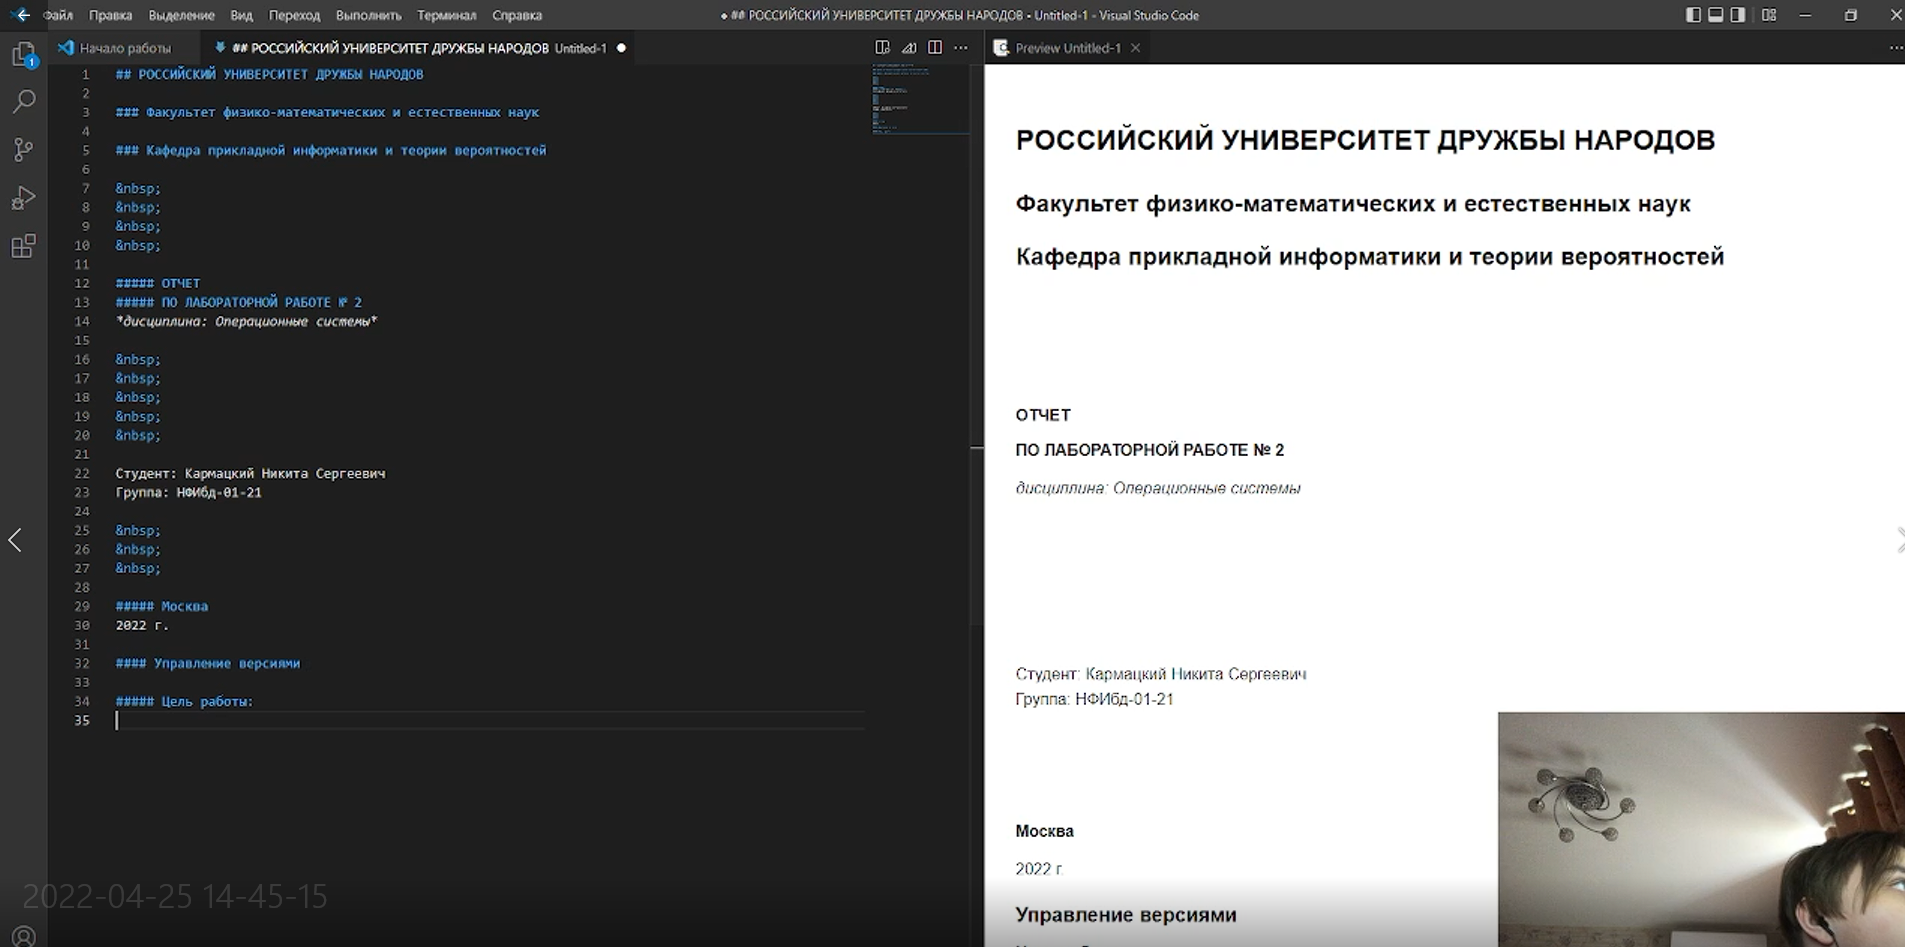 Файл Правка Выделение Вид Переход Выполнить Терминал Справка
● ## РОССИЙСКИЙ УНИВЕРСИТЕТ ДРУЖБЫ НАРОДОВ • Untitled-1 - Visual Studio Code
Начало работы
## РОССИЙСКИЙ УНИВЕРСИТЕТ ДРУЖБЫ НАРОДОВ Untitled-1 ●
1
1 ## РОССИЙСКИЙ УНИВЕРСИТЕТ ДРУЖБЫ НАРОДОВ
2
3 ### Факультет физико-математических и естественных наук
4
5 ### Кафедра прикладной информатики и теории вероятностей
6
7 &nbsp;
8 &nbsp;
9 &nbsp;
10 &nbsp;
11
12 ##### ОТЧЕТ
13 ##### ПО ЛАБОРАТОРНОЙ РАБОТЕ № 2
14 *дисциплина: Операционные системы*
15
16 &nbsp;
17 &nbsp;
18 &nbsp;
19 &nbsp;
20 &nbsp;
21
22 Студент: Кармацкий Никита Сергеевич
23 Группа: НФИбд-01-21
24
25 &nbsp;
26 &nbsp;
27 &nbsp;
28
29 ##### Москва
30 2022 г.
31
32 #### Управление версиями
33
34 ##### Цель работы:
35
2022-04-25 14-45-15
Preview Untitled-1
РОССИЙСКИЙ УНИВЕРСИТЕТ ДРУЖБЫ НАРОДОВ
Факультет физико-математических и естественных наук
Кафедра прикладной информатики и теории вероятностей
ОТЧЕТ
ПО ЛАБОРАТОРНОЙ РАБОТЕ № 2
дисциплина: Операционные системы
Студент: Кармацкий Никита Сергеевич
Группа: НФИбд-01-21
Москва
2022 г.
Управление версиями